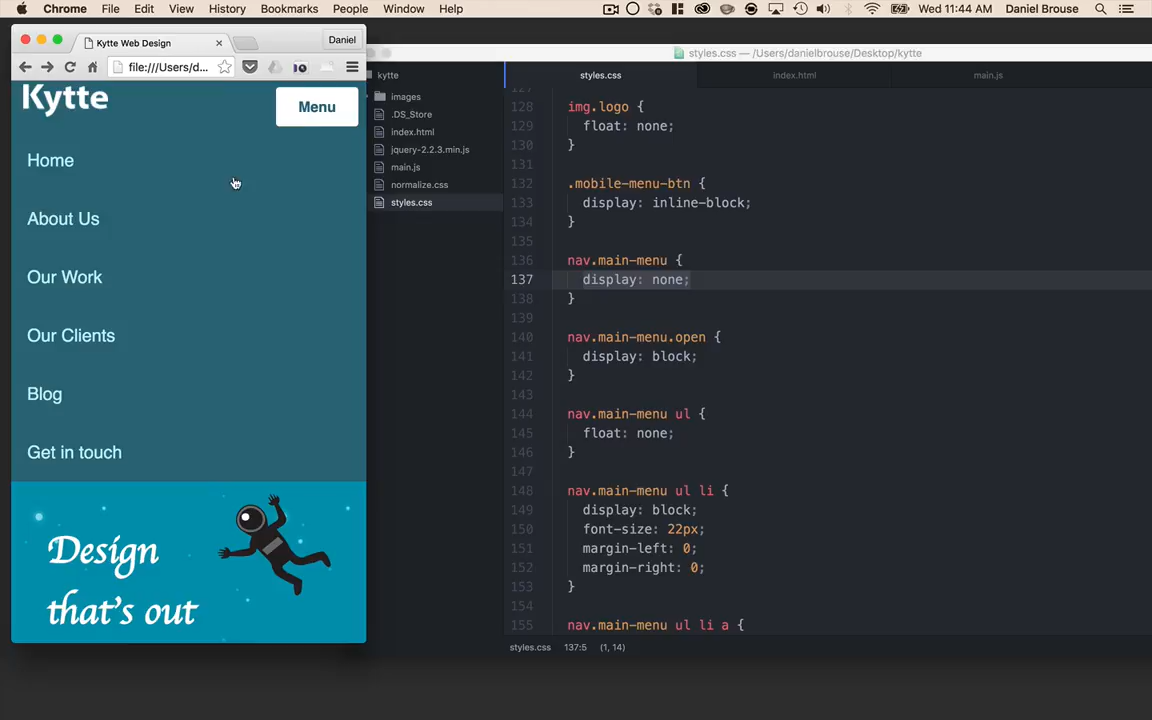 Chrome File Edit View History Bookmarks People Window Help Wed 11:44 AM Daniel Brouse
Kytte Web Design
Daniel
file:///Users/d...
Kytte
Menu
Home
About Us
Our Work
Our Clients
Blog
Get in touch
Design
that's out
styles.css — /Users/danielbrouse/Desktop/kytte
kytte
images
.DS_Store
index.html
jquery-2.2.3.min.js
main.js
normalize.css
styles.css
styles.css index.html main.js
127
128 img.logo {
129 float: none;
130 }
131
132 .mobile-menu-btn {
133 display: inline-block;
134 }
135
136 nav.main-menu {
137 display: none;
138 }
139
140 nav.main-menu.open {
141 display: block;
142 }
143
144 nav.main-menu ul {
145 float: none;
146 }
147
148 nav.main-menu ul li {
149 display: block;
150 font-size: 22px;
151 margin-left: 0;
152 margin-right: 0;
153 }
154
155 nav.main-menu ul li a {
styles.css 137:5 (1, 14)